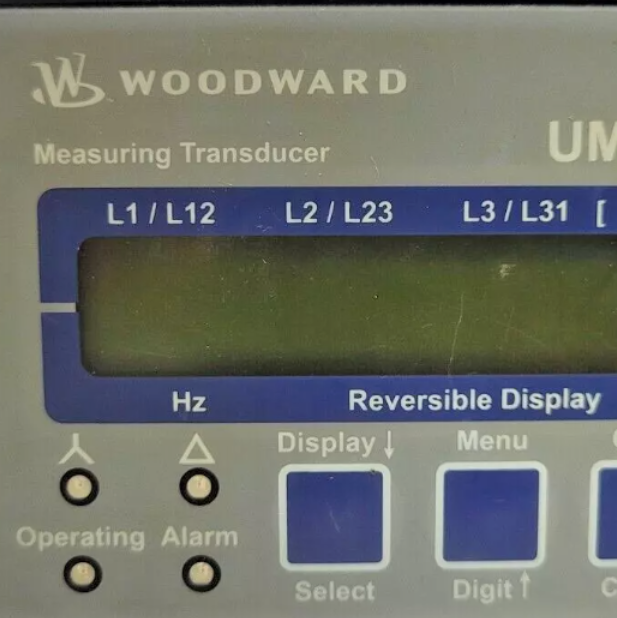 WOODWARD
Measuring Transducer
UM
L1 / L12 L2 / L23 L3 / L31 [
Hz Reversible Display
Display ↓ Menu
Operating Alarm
Select Digit ↑ C